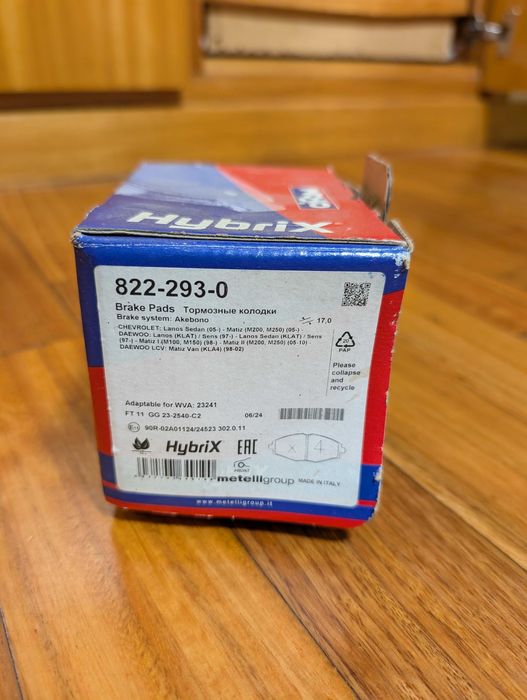 HybriX
822-293-0
Brake Pads Тормозные колодки
Brake system: Akebono
17,0
CHEVROLET: Lanos Sedan (05-) - Matiz (M200, M250) (05-)
DAEWOO: Lanos (KLAT) / Sens (97-) - Lanos Sedan (KLAT) / Sens
(97-) - Matiz I (M100, M150) (98-) - Matiz II (M200, M250) (05-10)
DAEWOO LCV: Matiz Van (KLA4) (98-02)
20
PAP
Please
collapse
and
recycle
Adaptable for WVA: 23241
FT 11 GG 23-2540-C2
06/24
90R-02A01124/24523 302.0.11
HybriX
EAC
X 4
metelligroup
MADE IN ITALY
www.metelligroup.it